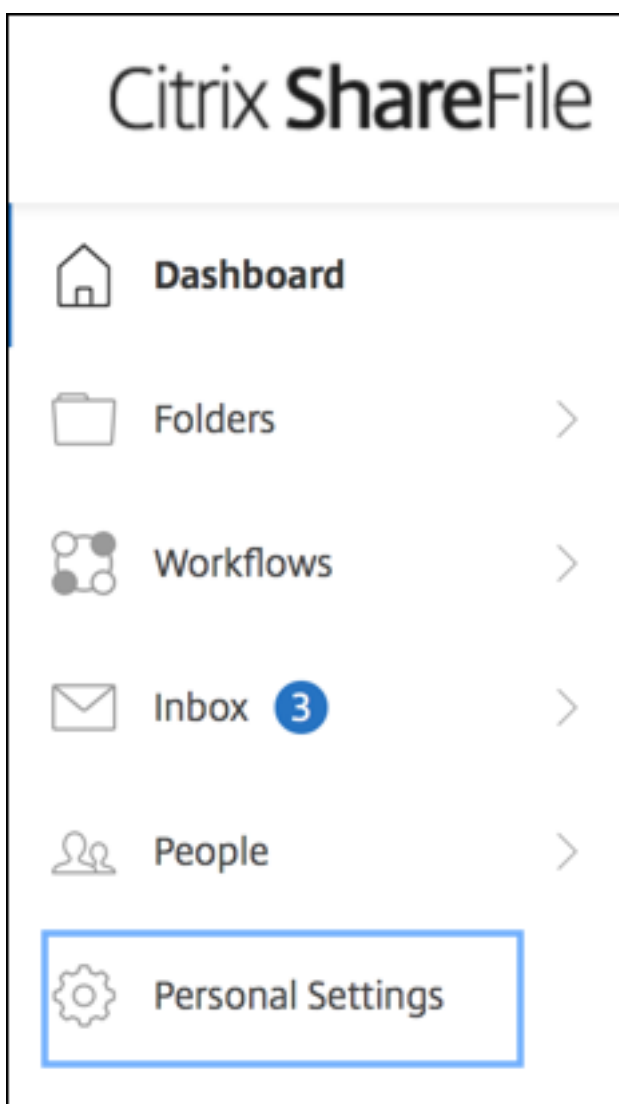 Citrix ShareFile
Dashboard
Folders
Workflows
Inbox 3
People
Personal Settings